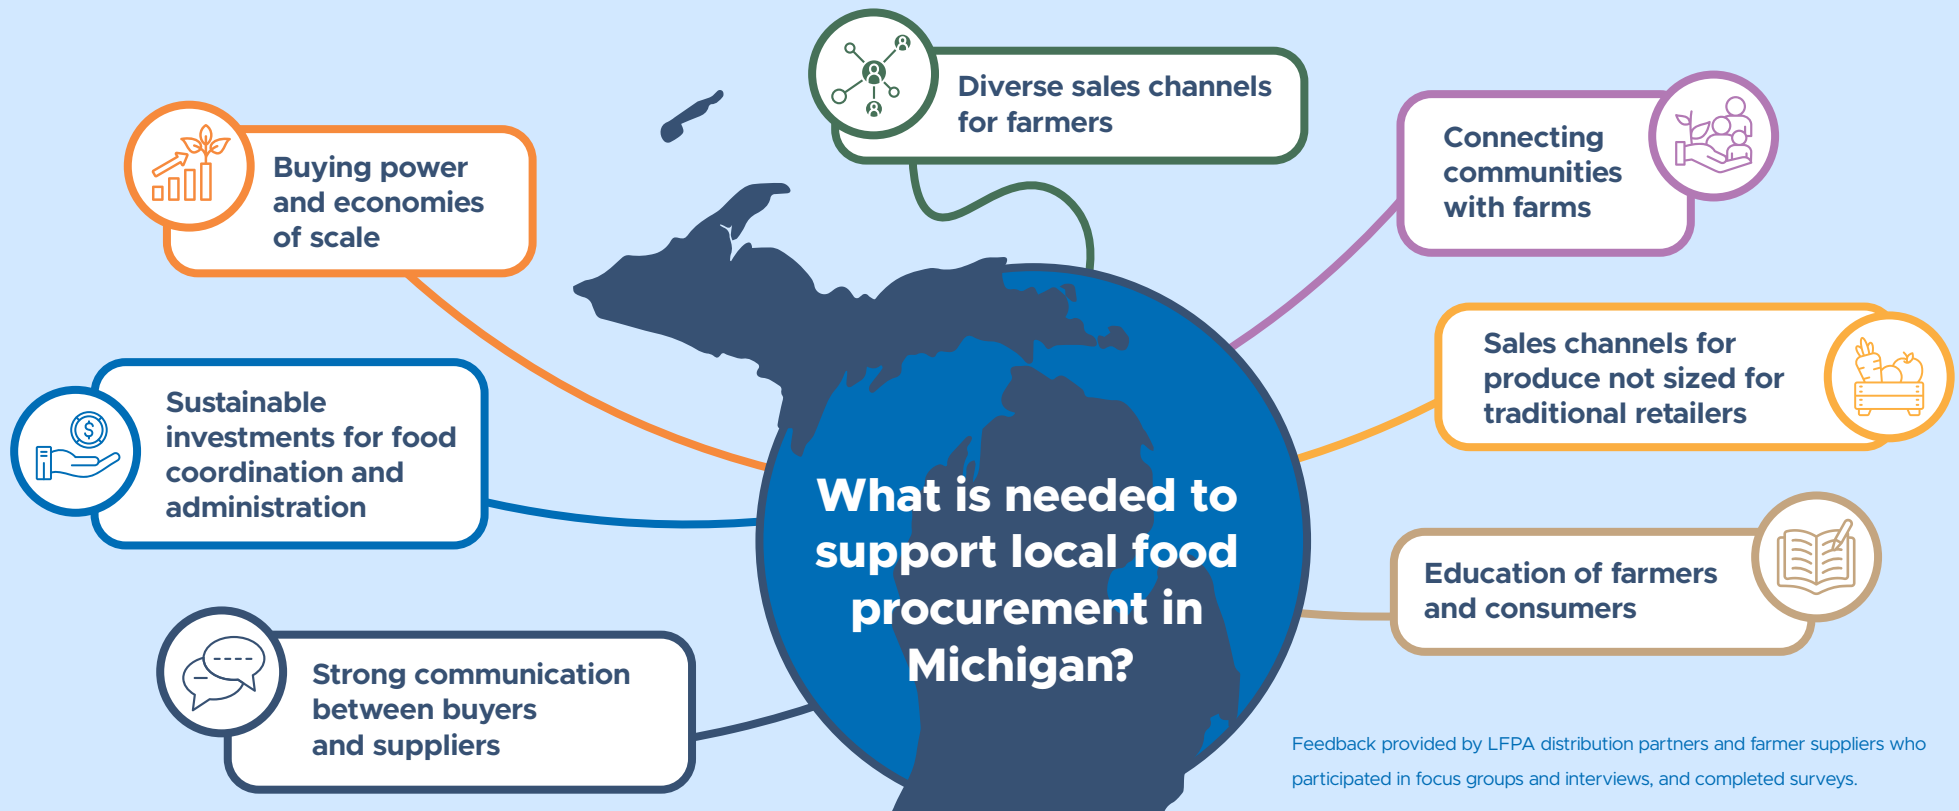 Diverse sales channels
for farmers
Buying power
and economies
of scale
Connecting
communities
with farms
Sustainable
investments for food
coordination and
administration
$
Sales channels for
produce not sized for
traditional retailers
What is needed to
support local food
procurement in
Michigan?
Education of farmers
and consumers
Strong communication
between buyers
and suppliers
Feedback provided by LFPA distribution partners and farmer suppliers who
participated in focus groups and interviews, and completed surveys.